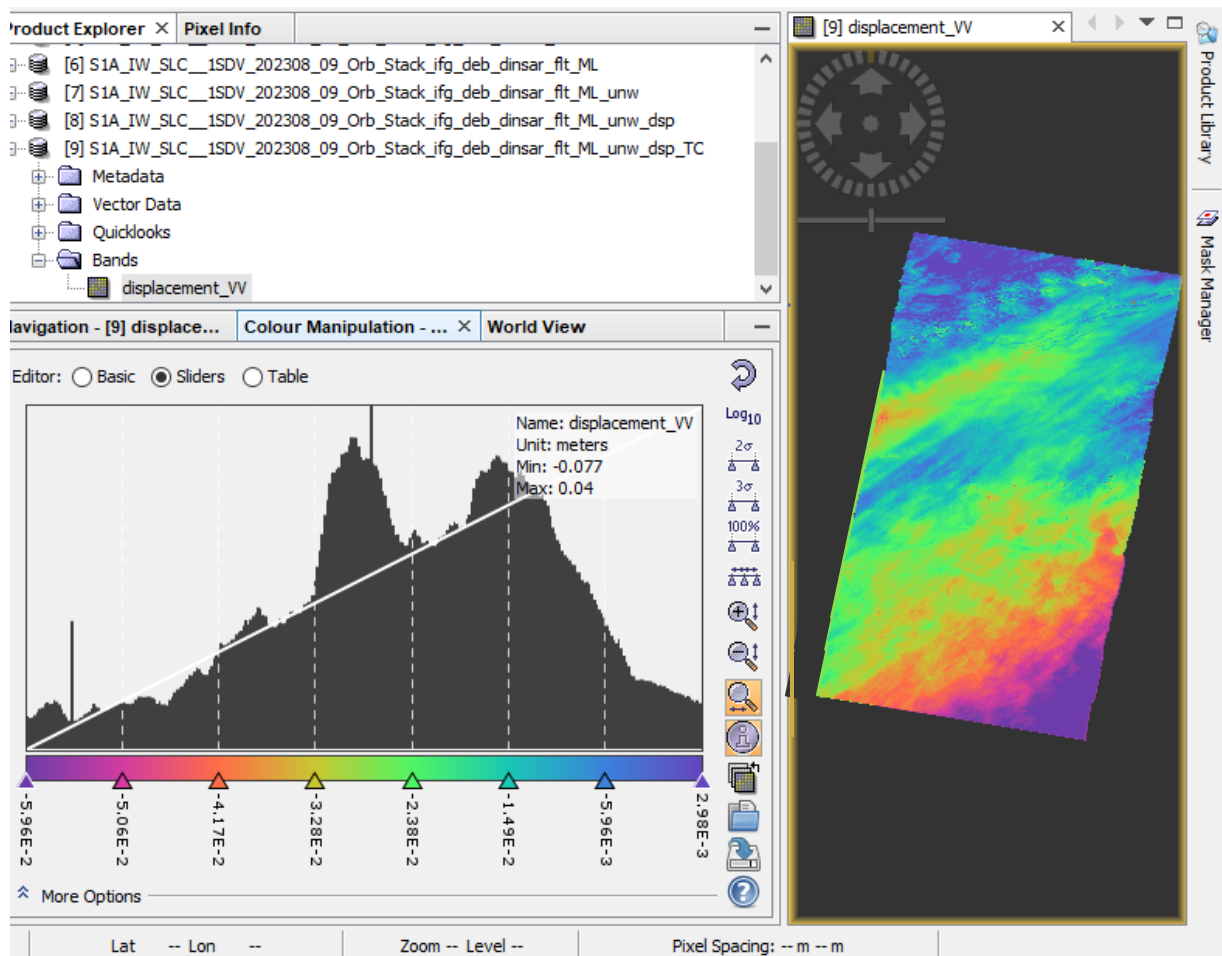 Product Explorer × Pixel Info
[9] displacement_VV ×
[6] S1A_IW_SLC__1SDV_202308_09_Orb_Stack_ifg_deb_dinsar_flt_ML
[7] S1A_IW_SLC__1SDV_202308_09_Orb_Stack_ifg_deb_dinsar_flt_ML_unw
[8] S1A_IW_SLC__1SDV_202308_09_Orb_Stack_ifg_deb_dinsar_flt_ML_unw_dsp
[9] S1A_IW_SLC__1SDV_202308_09_Orb_Stack_ifg_deb_dinsar_flt_ML_unw_dsp_TC
Metadata
Vector Data
Quicklooks
Bands
displacement_VV
Product Library
Mask Manager
Navigation - [9] displace... Colour Manipulation - ... × World View
Editor: Basic Sliders Table
Name: displacement_VV
Unit: meters
Min: -0.077
Max: 0.04
Log10
2σ
3σ
100%
-5.96E-2
-5.06E-2
-4.17E-2
-3.28E-2
-2.38E-2
-1.49E-2
-5.96E-3
2.98E-3
More Options
Lat -- Lon -- Zoom -- Level -- Pixel Spacing: -- m -- m